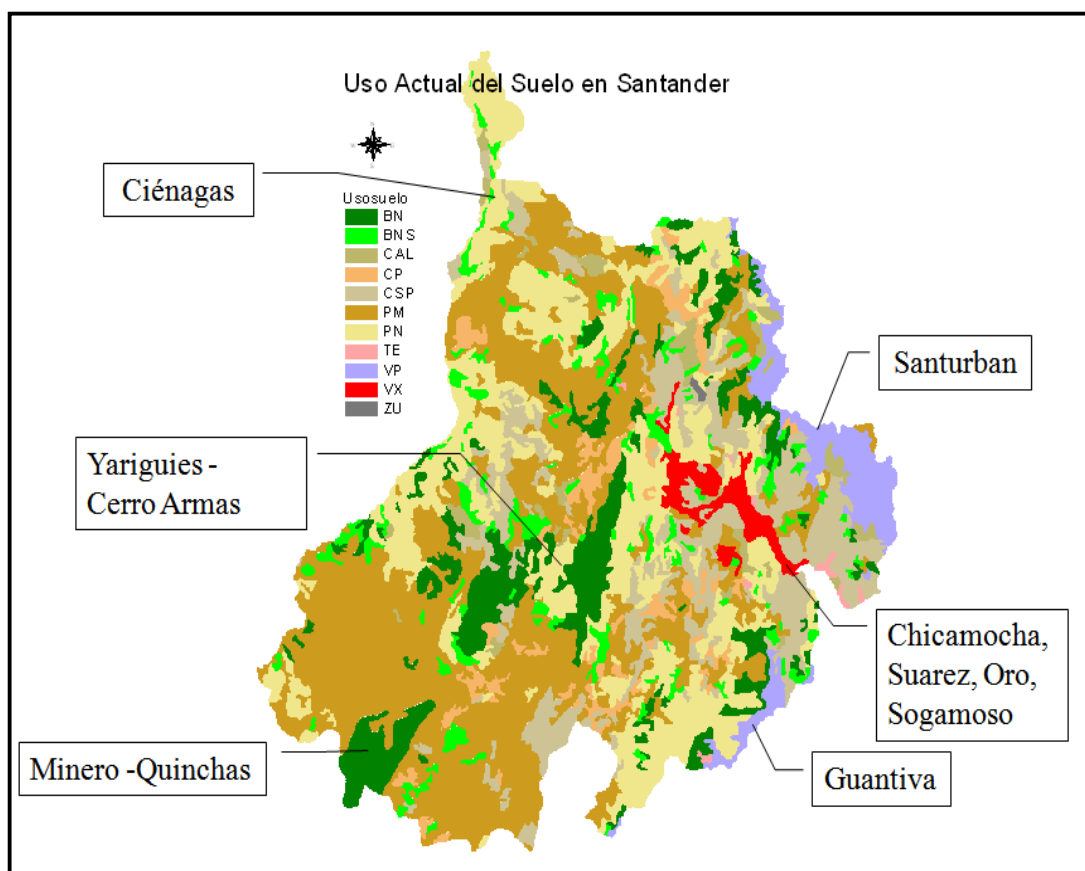 Uso Actual del Suelo en Santander
Ciénagas
Usosuelo
BN
BNS
CAL
CP
CSP
PM
PN
TE
VP
VX
ZU
Santurban
Yariguies -
Cerro Armas
Chicamocha,
Suarez, Oro,
Sogamoso
Minero -Quinchas
Guantiva